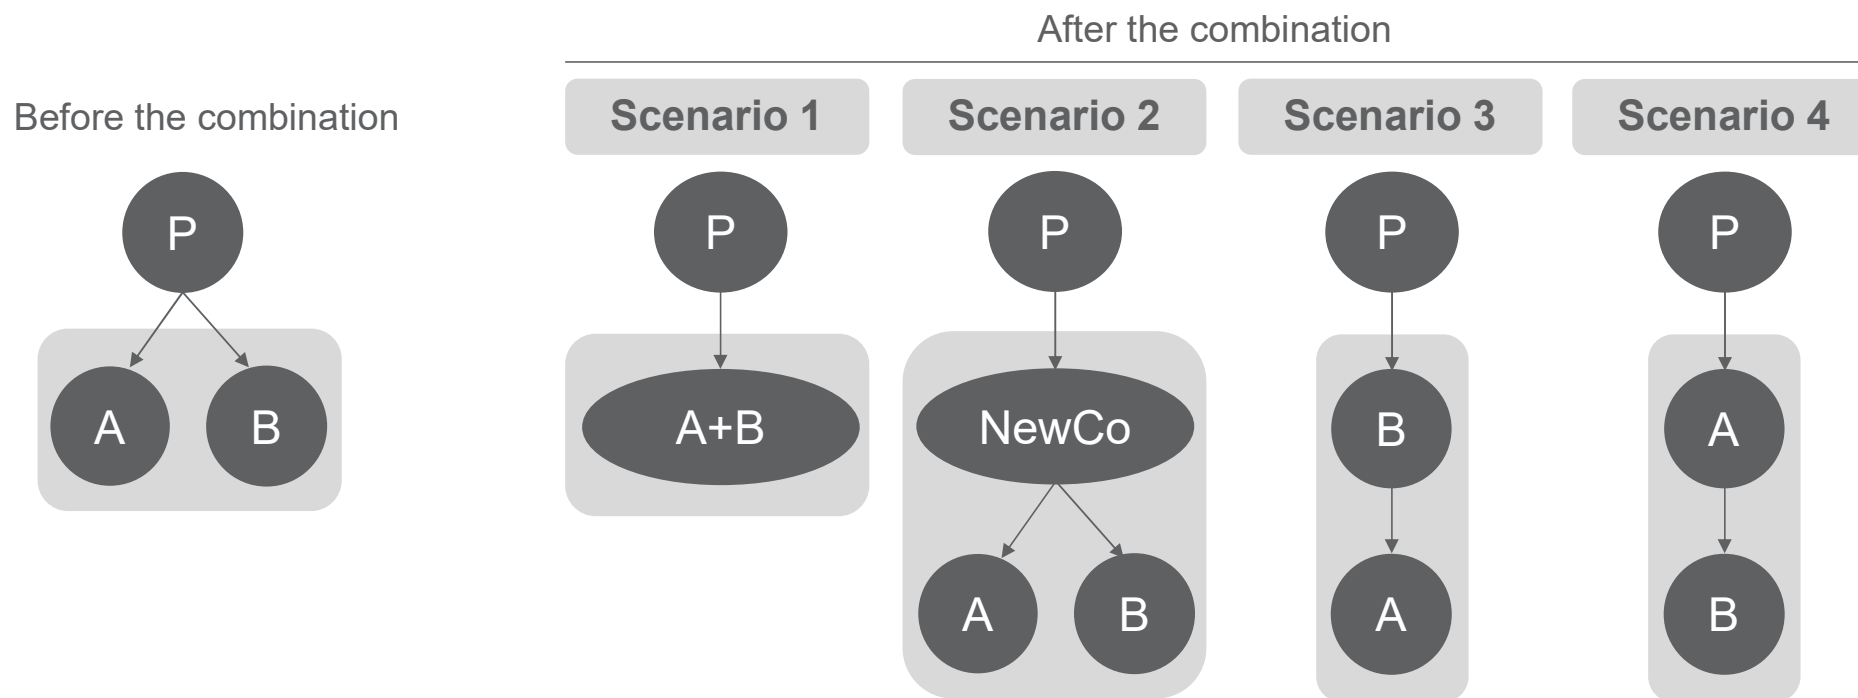 After the combination
Before the combination
Scenario 1
Scenario 2
Scenario 3
Scenario 4
P
P
P
P
P
A
B
A+B
NewCo
B
A
A
B
A
B